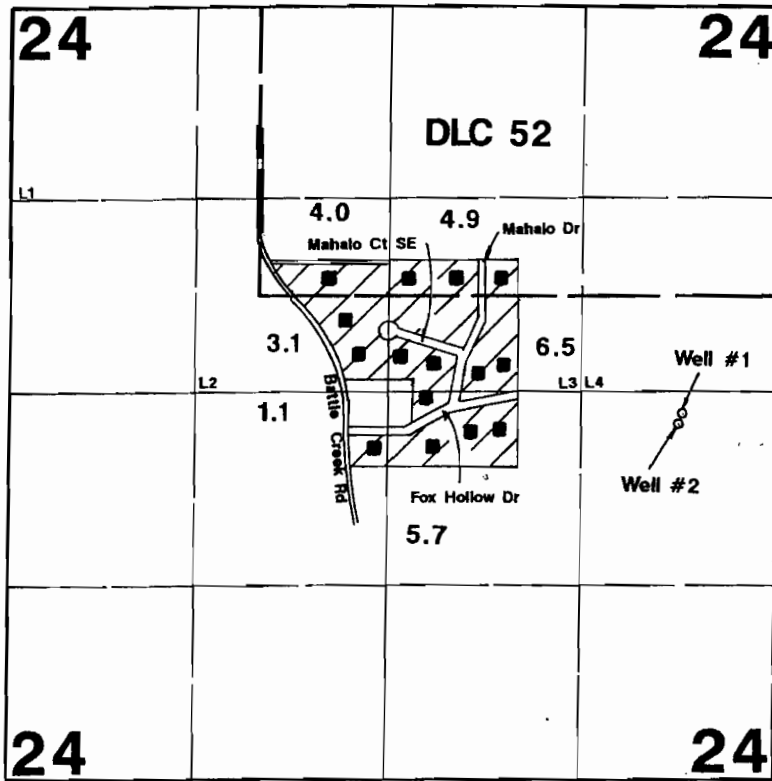 24 24
DLC 52
L1
4.0 4.9
Mahalo Dr
Mahalo Ct SE
3.1
6.5
Well #1
L2
L3 L4
1.1
Battle Creek Rd
Well #2
Fox Hollow Dr
5.7
24 24